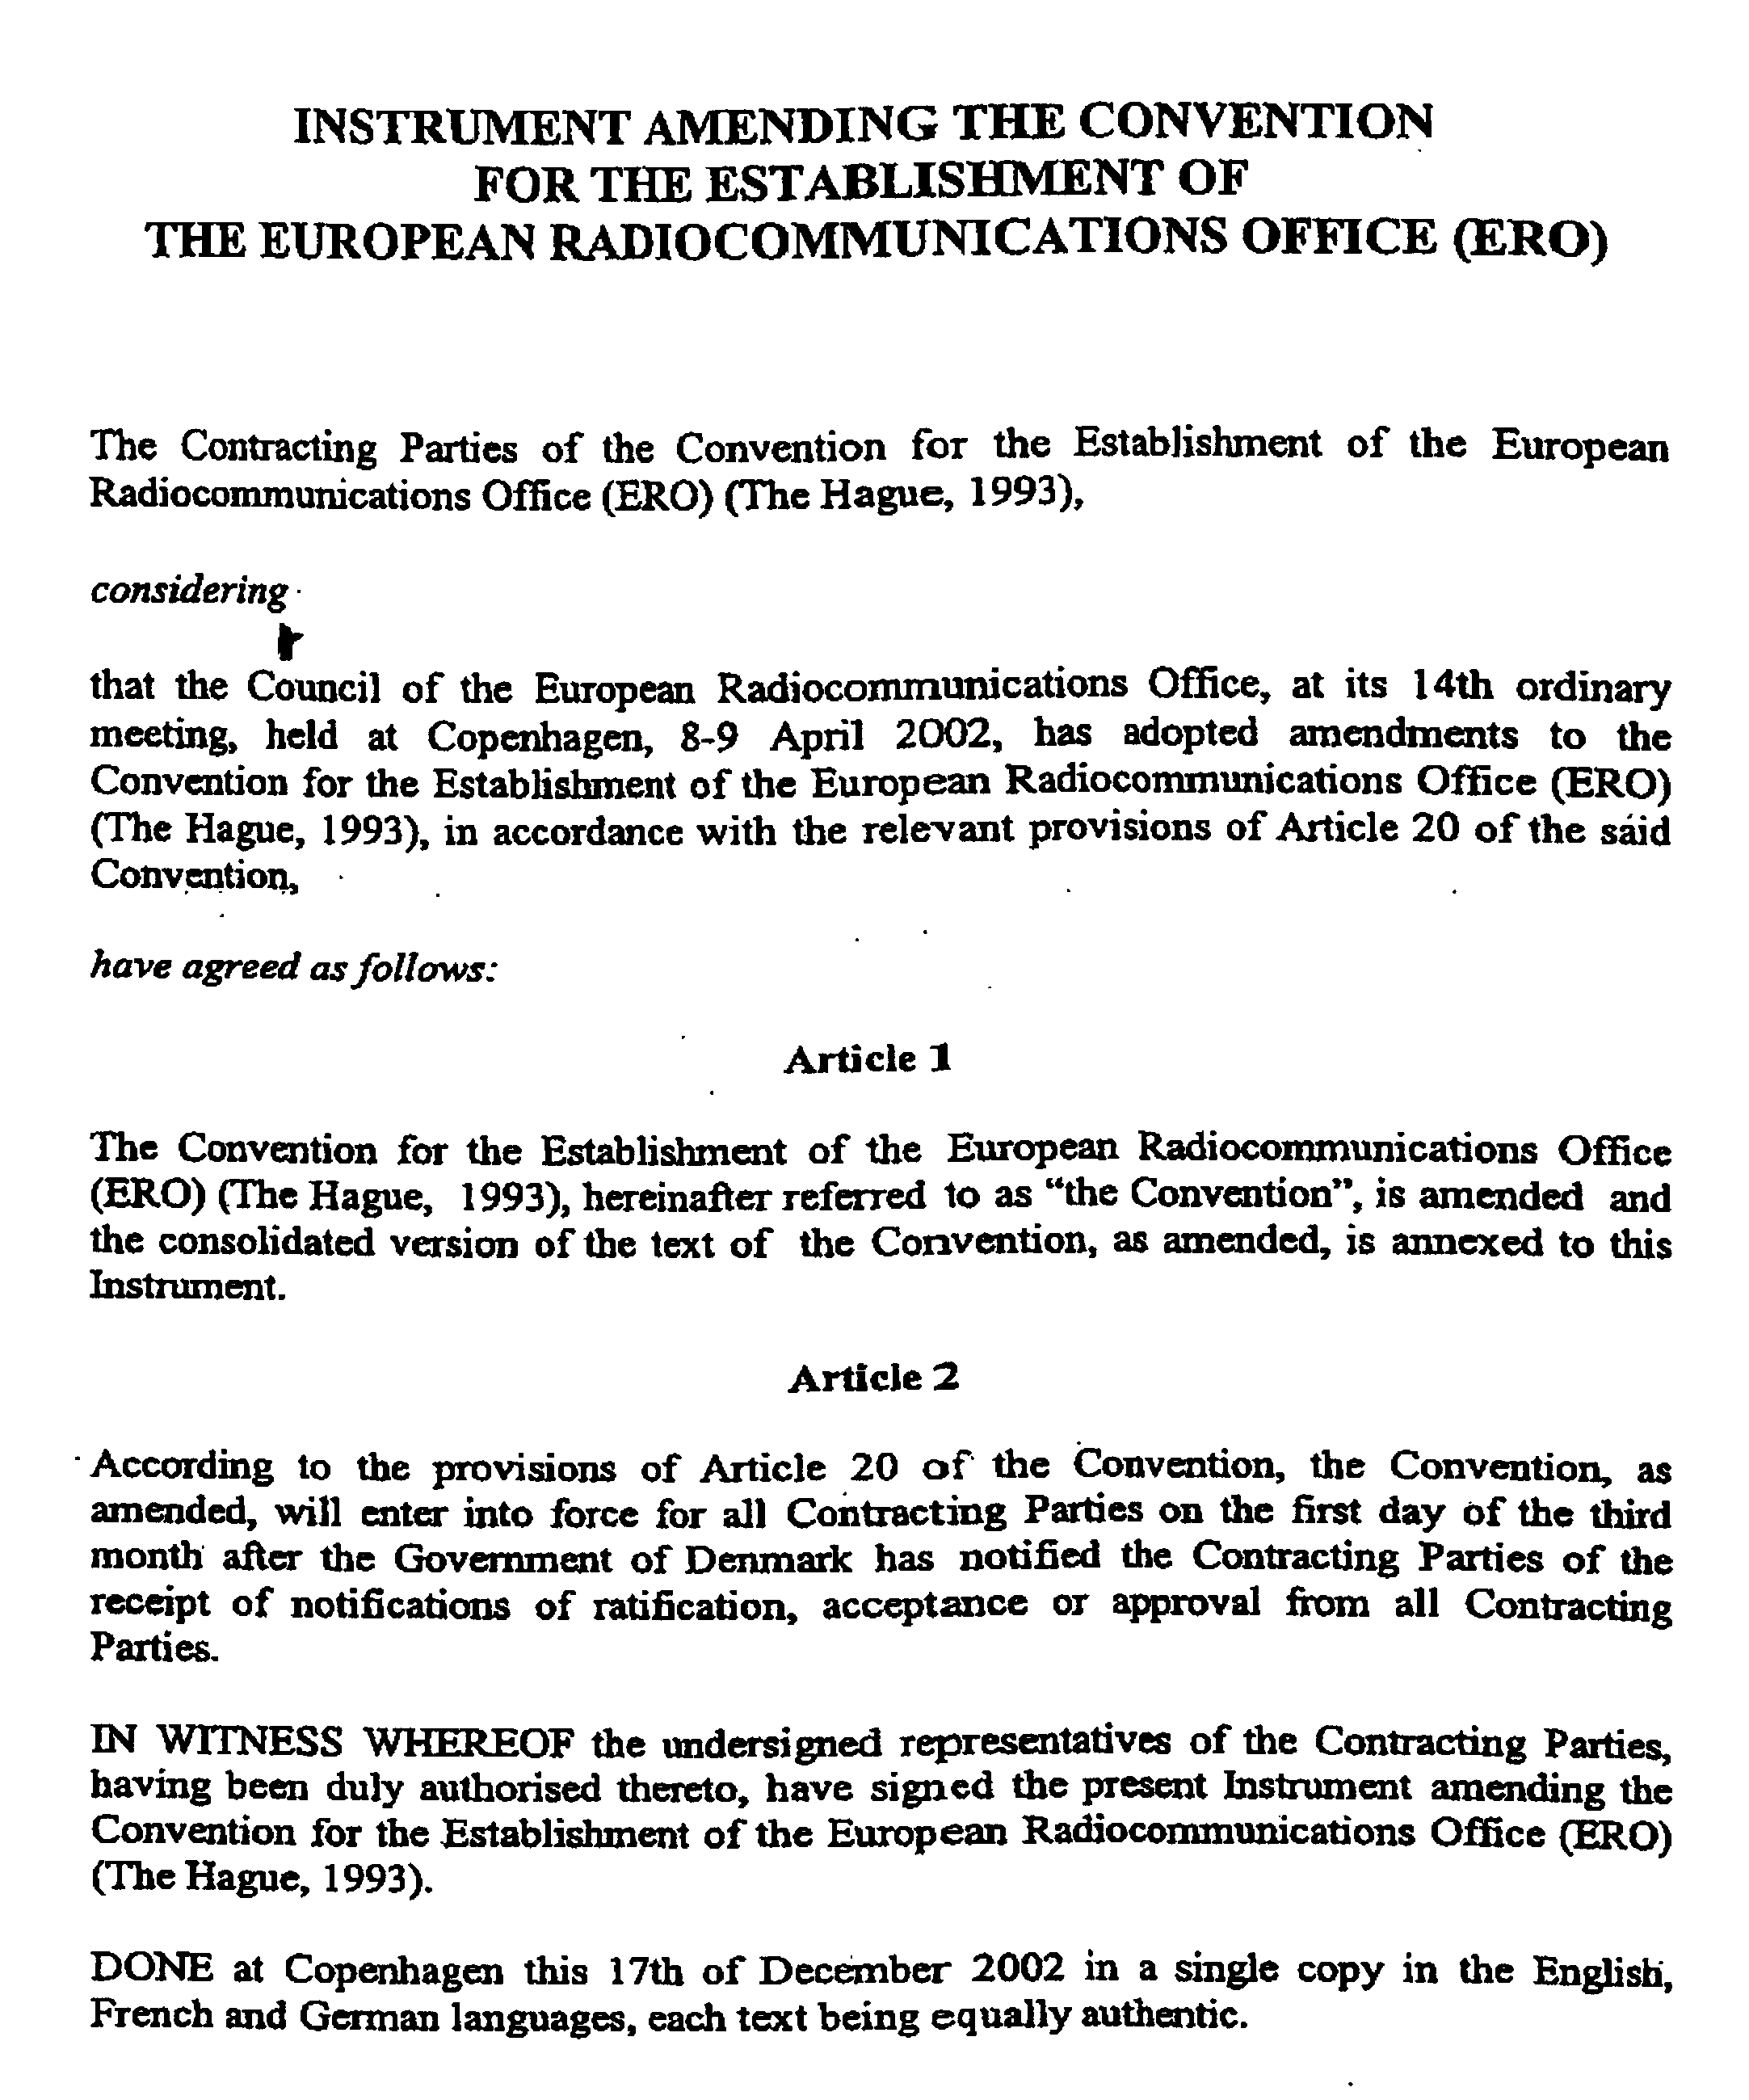 INSTRUMENT AMENDING THE CONVENTION
FOR THE ESTABLISHMENT OF
THE EUROPEAN RADIOCOMMUNICATIONS OFFICE (ERO)
The Contracting Parties of the Convention for the Establishment of the European
Radiocommunications Office (ERO) (The Hague, 1993),
considering
that the Council of the European Radiocommunications Office, at its 14th ordinary
meeting, held at Copenhagen, 8-9 April 2002, has adopted amendments to the
Convention for the Establishment of the European Radiocommunications Office (ERO)
(The Hague, 1993), in accordance with the relevant provisions of Article 20 of the said
Convention,
have agreed as follows:
Article 1
The Convention for the Establishment of the European Radiocommunications Office
(ERO) (The Hague, 1993), hereinafter referred to as “the Convention”, is amended and
the consolidated version of the text of the Convention, as amended, is annexed to this
Instrument.
Article 2
According to the provisions of Article 20 of the Convention, the Convention, as
amended, will enter into force for all Contracting Parties on the first day of the third
month after the Government of Denmark has notified the Contracting Parties of the
receipt of notifications of ratification, acceptance or approval from all Contracting
Parties.
IN WITNESS WHEREOF the undersigned representatives of the Contracting Parties,
having been duly authorised thereto, have signed the present Instrument amending the
Convention for the Establishment of the European Radiocommunications Office (ERO)
(The Hague, 1993).
DONE at Copenhagen this 17th of December 2002 in a single copy in the English,
French and German languages, each text being equally authentic.